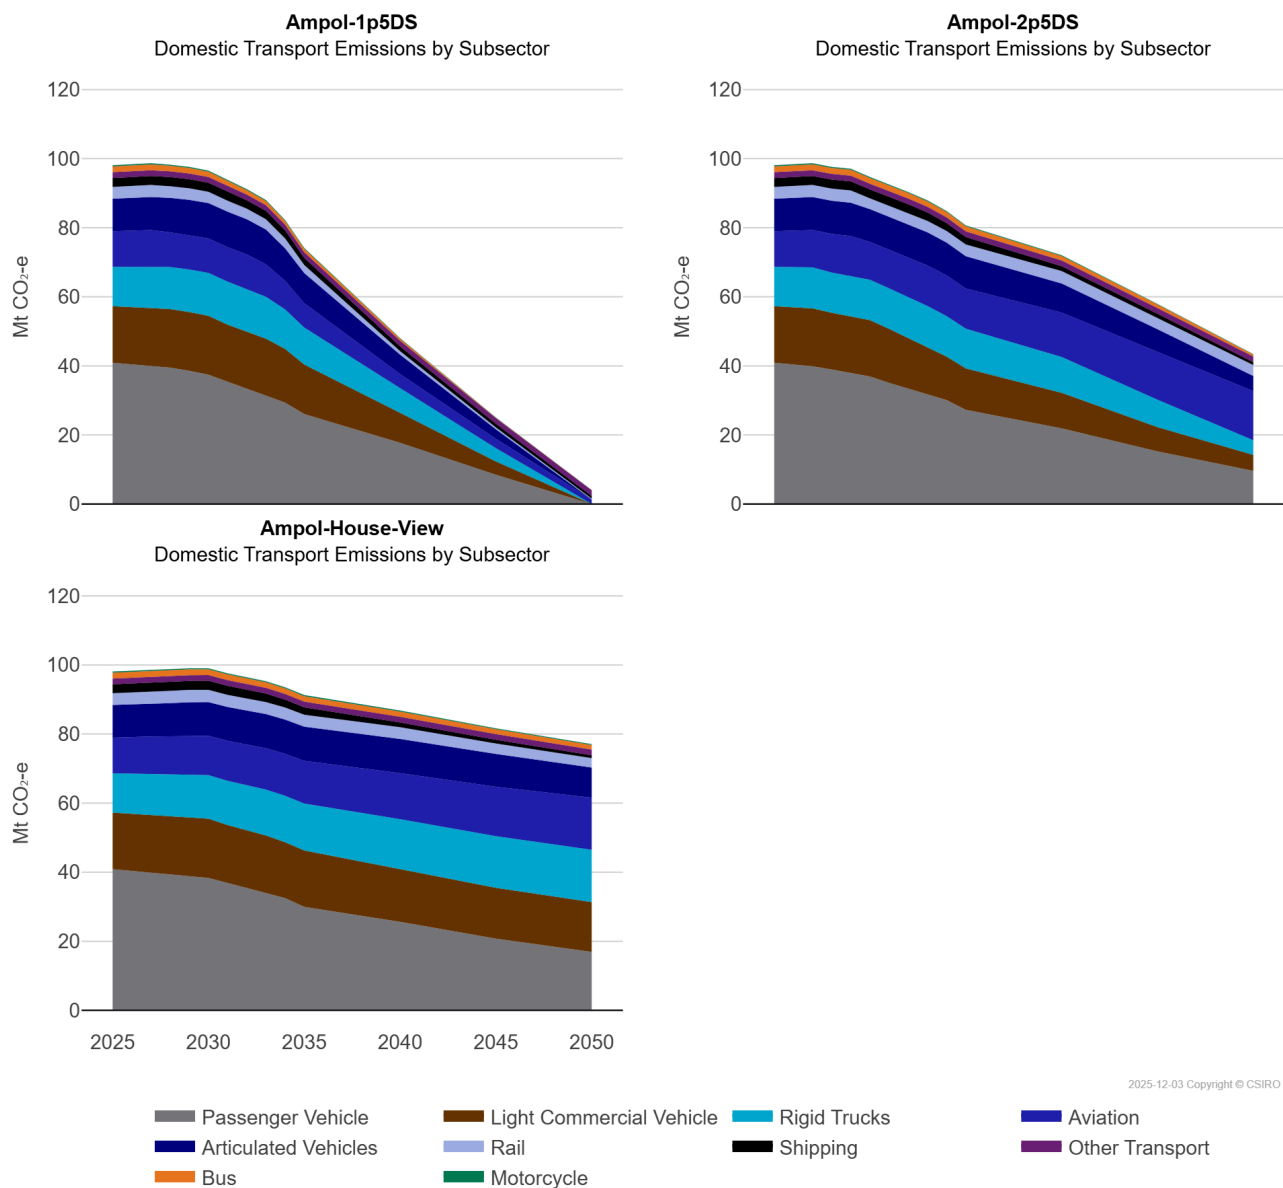 Ampol-1p5DS
Domestic Transport Emissions by Subsector
120
100
80
60
40
20
0
Mt CO₂-e
Ampol-2p5DS
Domestic Transport Emissions by Subsector
120
100
80
60
40
20
0
Mt CO₂-e
Ampol-House-View
Domestic Transport Emissions by Subsector
120
100
80
60
40
20
0
Mt CO₂-e
2025 2030 2035 2040 2045 2050
2025-12-03 Copyright © CSIRO
Passenger Vehicle Light Commercial Vehicle Rigid Trucks Aviation
Articulated Vehicles Rail Shipping Other Transport
Bus Motorcycle